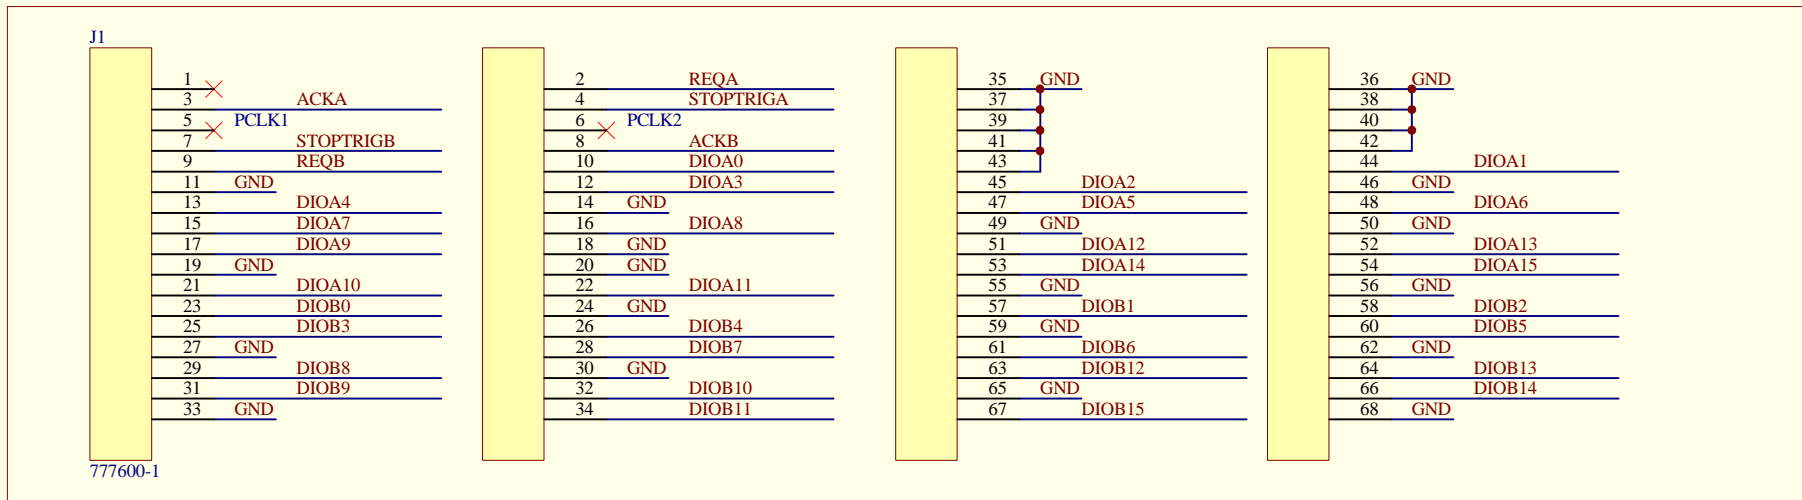 J1
1
3 ACKA
5 PCLK1
7 STOPTRIGB
9 REQB
11 GND
13 DIOA4
15 DIOA7
17 DIOA9
19 GND
21 DIOA10
23 DIOB0
25 DIOB3
27 GND
29 DIOB8
31 DIOB9
33 GND
777600-1
2 REQA
4 STOPTRIGA
6 PCLK2
8 ACKB
10 DIOA0
12 DIOA3
14 GND
16 DIOA8
18 GND
20 GND
22 DIOA11
24 GND
26 DIOB4
28 DIOB7
30 GND
32 DIOB10
34 DIOB11
35 GND
37
39
41
43
45 DIOA2
47 DIOA5
49 GND
51 DIOA12
53 DIOA14
55 GND
57 DIOB1
59 GND
61 DIOB6
63 DIOB12
65 GND
67 DIOB15
36 GND
38
40
42
44 DIOA1
46 GND
48 DIOA6
50 GND
52 DIOA13
54 DIOA15
56 GND
58 DIOB2
60 DIOB5
62 GND
64 DIOB13
66 DIOB14
68 GND